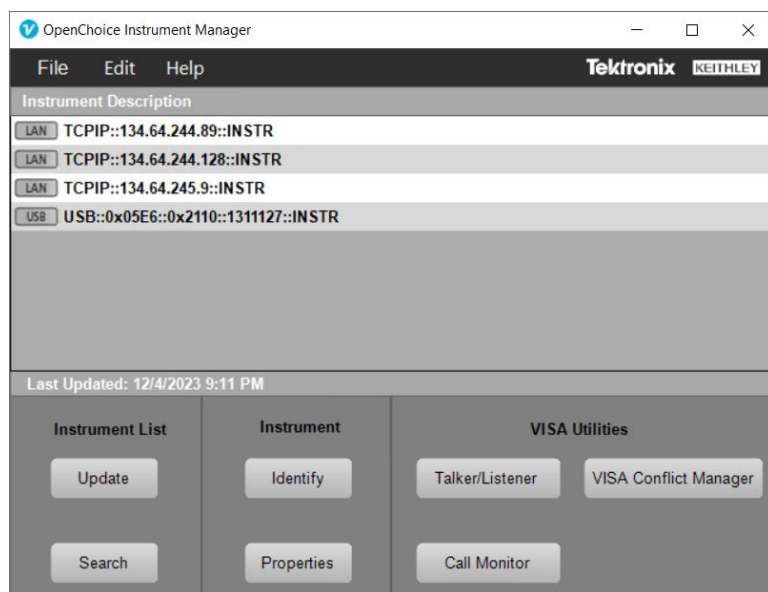 OpenChoice Instrument Manager
File Edit Help Tektronix KEITHLEY
Instrument Description
LAN TCPIP::134.64.244.89::INSTR
LAN TCPIP::134.64.244.128::INSTR
LAN TCPIP::134.64.245.9::INSTR
USB USB::0x05E6::0x2110::1311127::INSTR
Last Updated: 12/4/2023 9:11 PM
Instrument List Instrument VISA Utilities
Update Identify Talker/Listener VISA Conflict Manager
Search Properties Call Monitor